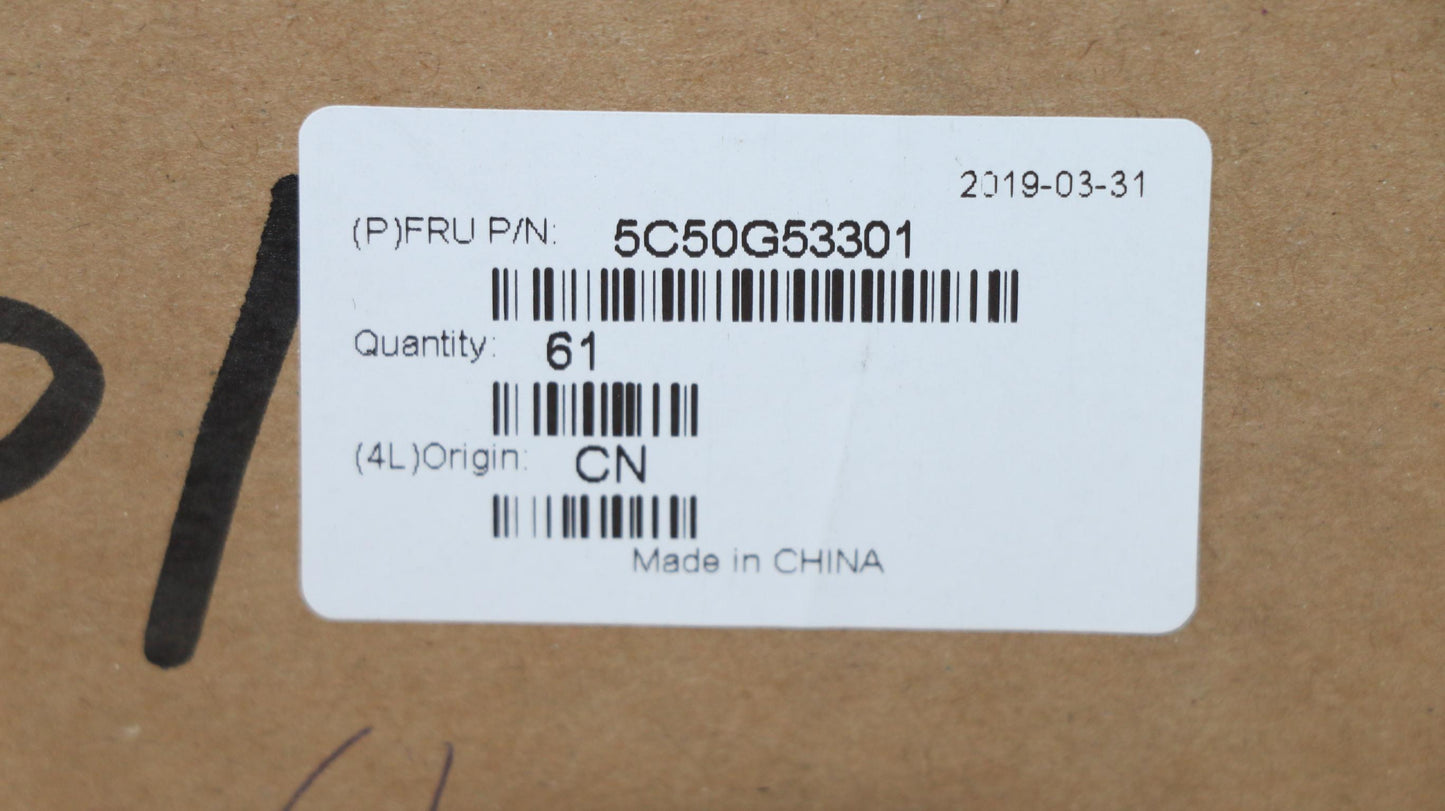 2019-03-31
(P)FRU P/N: 5C50G53301
Quantity: 61
(4L)Origin: CN
Made in CHINA